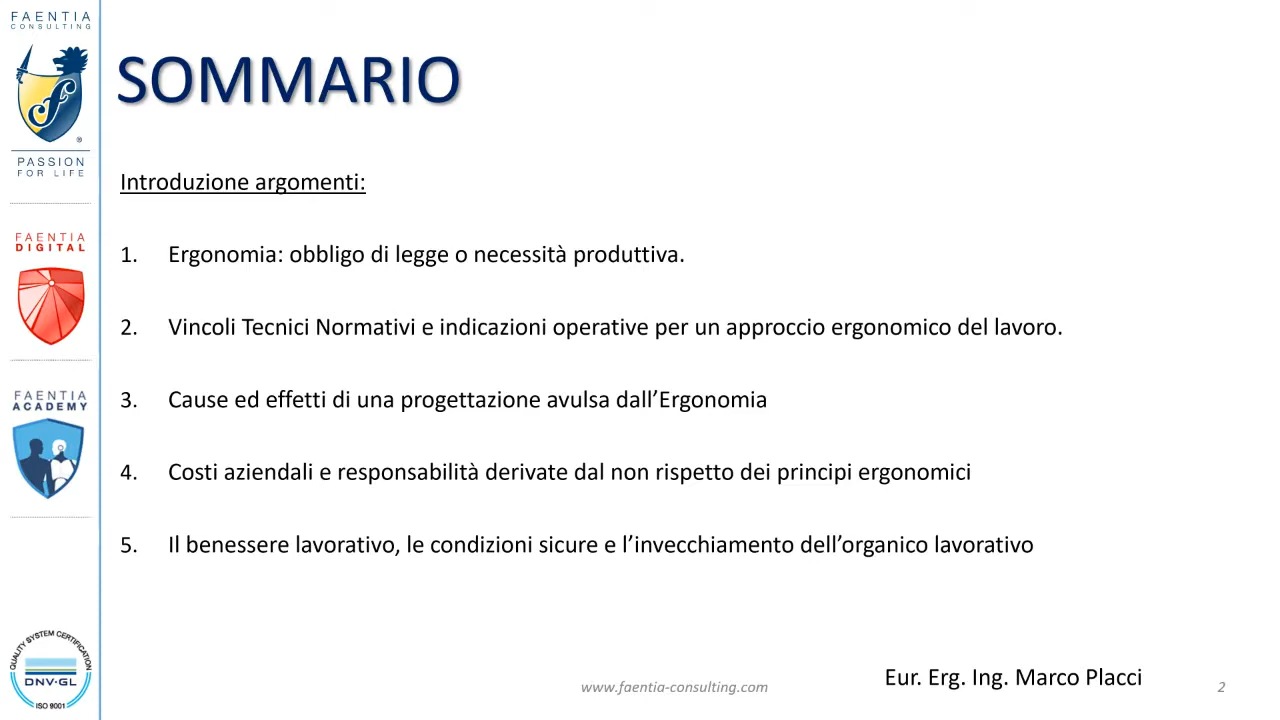 FAENTIA
CONSULTING
PASSION
FOR LIFE
FAENTIA
DIGITAL
FAENTIA
ACADEMY
QUALITY SYSTEM CERTIFICATION
DNV·GL
ISO 9001
SOMMARIO
Introduzione argomenti:
1. Ergonomia: obbligo di legge o necessità produttiva.
2. Vincoli Tecnici Normativi e indicazioni operative per un approccio ergonomico del lavoro.
3. Cause ed effetti di una progettazione avulsa dall’Ergonomia
4. Costi aziendali e responsabilità derivate dal non rispetto dei principi ergonomici
5. Il benessere lavorativo, le condizioni sicure e l’invecchiamento dell’organico lavorativo
www.faentia-consulting.com
Eur. Erg. Ing. Marco Placci
2